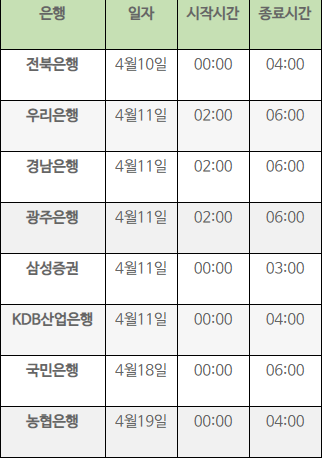 은행 일자 시작시간 종료시간
전북은행 4월10일 00:00 04:00
우리은행 4월11일 02:00 06:00
경남은행 4월11일 02:00 06:00
광주은행 4월11일 02:00 06:00
삼성증권 4월11일 00:00 03:00
KDB산업은행 4월11일 00:00 04:00
국민은행 4월18일 00:00 06:00
농협은행 4월19일 00:00 04:00